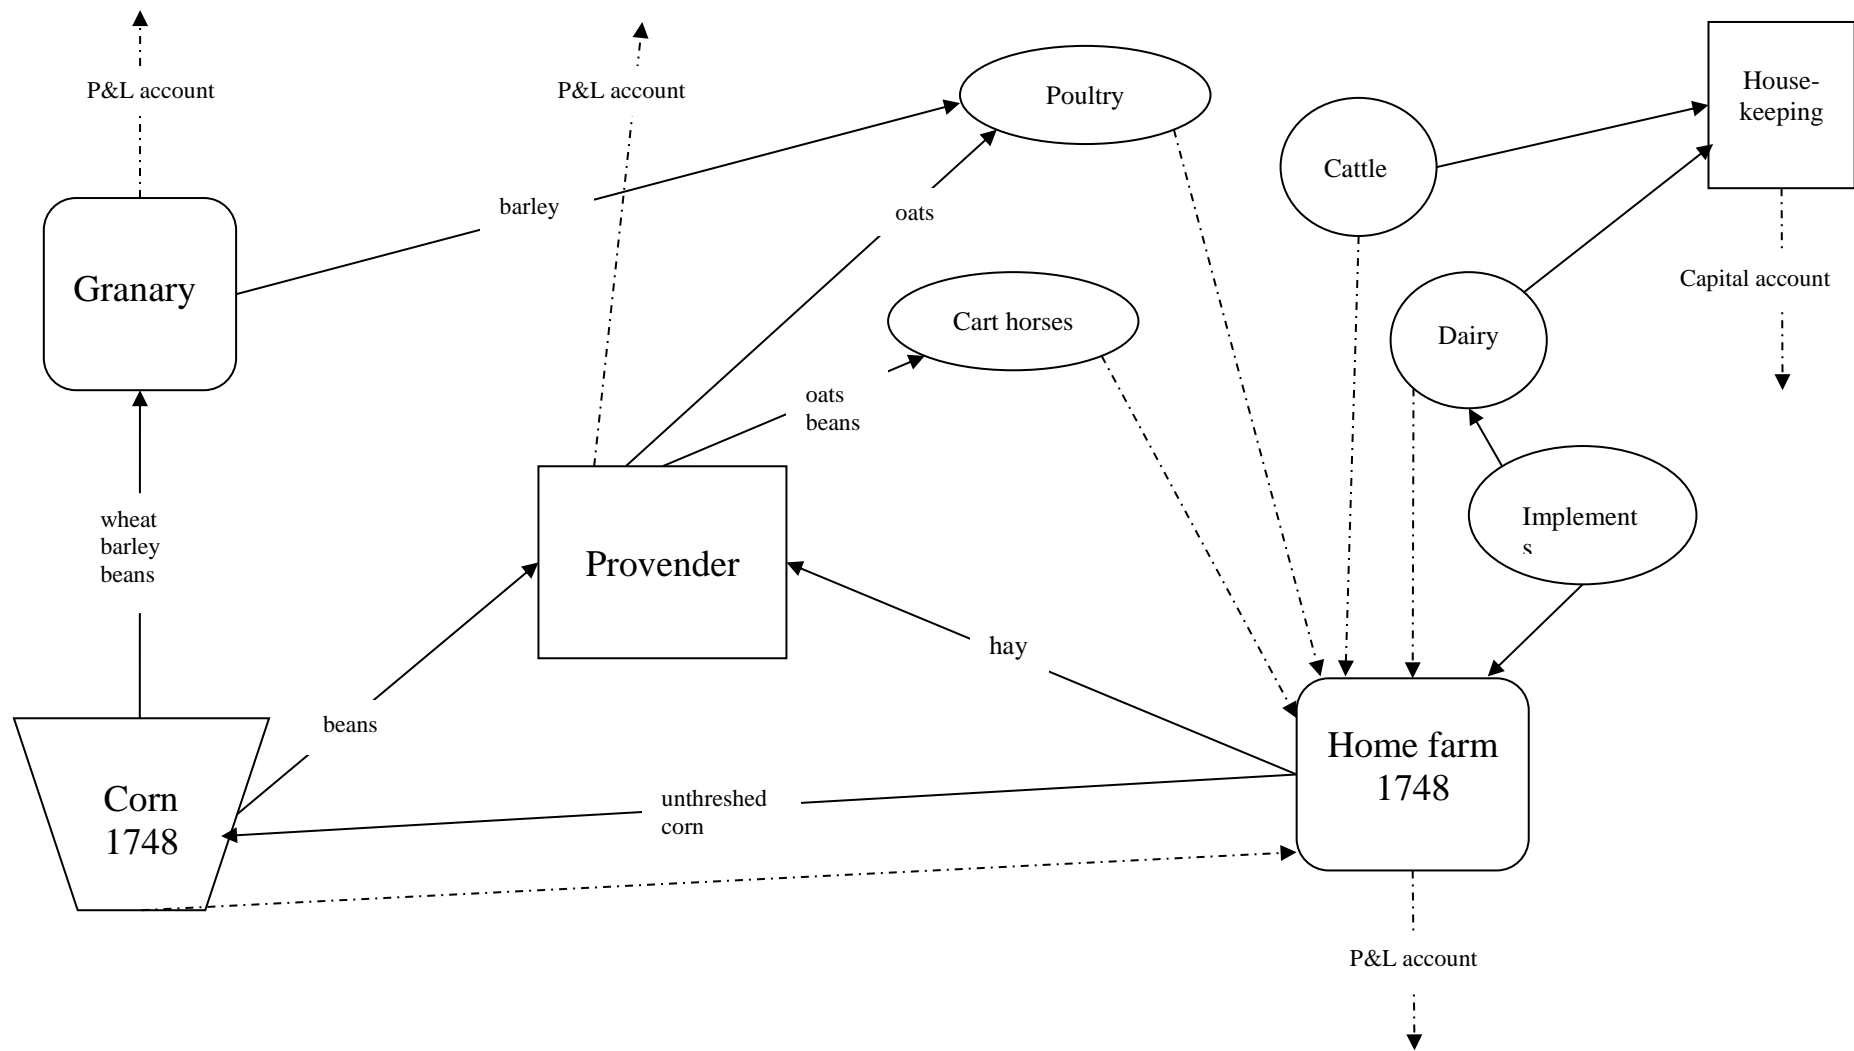 P&L account
P&L account
Poultry
House-
keeping
Cattle
barley
oats
Granary
Capital account
Cart horses
Dairy
oats
beans
wheat
barley
beans
Implement
s
Provender
hay
beans
Home farm
1748
Corn
1748
unthreshed
corn
P&L account